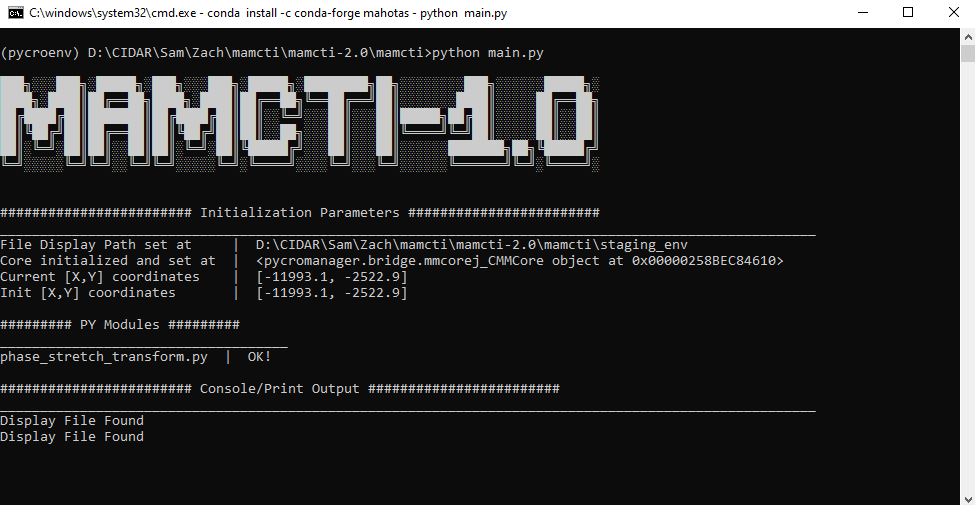 C:\windows\system32\cmd.exe - conda install -c conda-forge mahotas - python main.py
(pycroenv) D:\CIDAR\Sam\Zach\mamcti\mamcti-2.0\mamcti>python main.py
MAMCTI-1.0
######################## Initialization Parameters ########################
File Display Path set at | D:\CIDAR\Sam\Zach\mamcti\mamcti-2.0\mamcti\staging_env
Core initialized and set at | <pycromanager.bridge.mmcorej_CMMCore object at 0x00000258BEC84610>
Current [X,Y] coordinates | [-11993.1, -2522.9]
Init [X,Y] coordinates | [-11993.1, -2522.9]
######### PY Modules #########
phase_stretch_transform.py | OK!
######################## Console/Print Output ########################
Display File Found
Display File Found